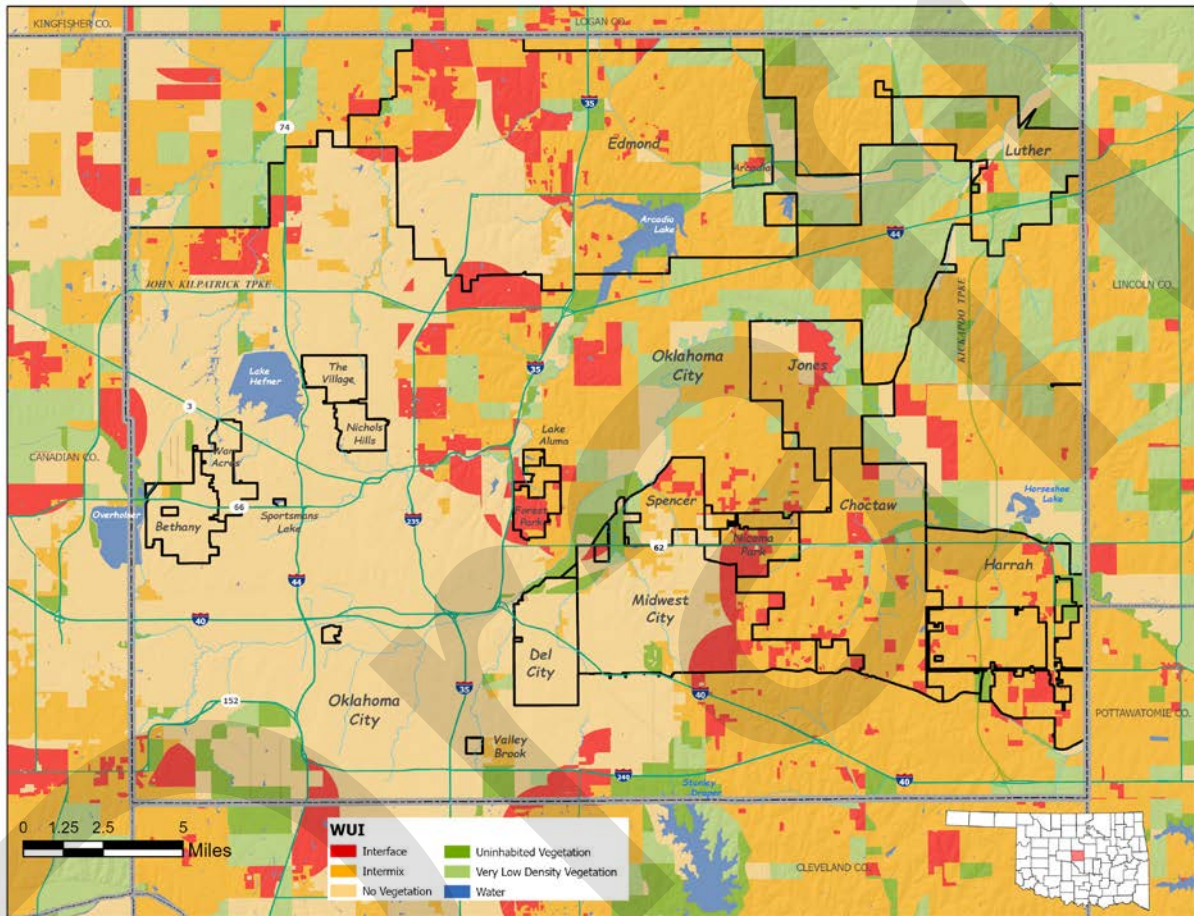 KINGFISHER CO.
LOGAN CO.
74
35
Edmond
Luther
Arcadia
Arcadia
Lake
44
JOHN KILPATRICK TPKE
LINCOLN CO.
KICKAPOO TPKE
Oklahoma
City
Jones
The
Village
Lake
Hefner
35
3
Nichols
Hills
Lake
Aluma
CANADIAN CO.
Warr
Acres
Spencer
Choctaw
Horseshoe
Lake
66
Overholser
Bethany
Sportsmans
Lake
235
Forest
Park
Nicoma
Park
62
Harrah
44
40
Midwest
City
Del
City
35
40
152
Oklahoma
City
POTTAWATOMIE CO.
Valley
Brook
240
Stanley
Draper
40
0 1.25 2.5 5
Miles
WUI
Interface
Intermix
No Vegetation
Uninhabited Vegetation
Very Low Density Vegetation
Water
CLEVELAND CO.